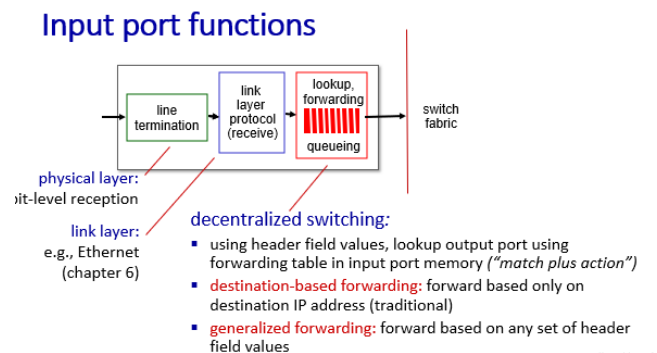 Input port functions
line
termination
link
layer
protocol
(receive)
lookup,
forwarding
queueing
switch
fabric
physical layer:
bit-level reception
link layer:
e.g., Ethernet
(chapter 6)
decentralized switching:
▪ using header field values, lookup output port using
forwarding table in input port memory (“match plus action”)
▪ destination-based forwarding: forward based only on
destination IP address (traditional)
▪ generalized forwarding: forward based on any set of header
field values